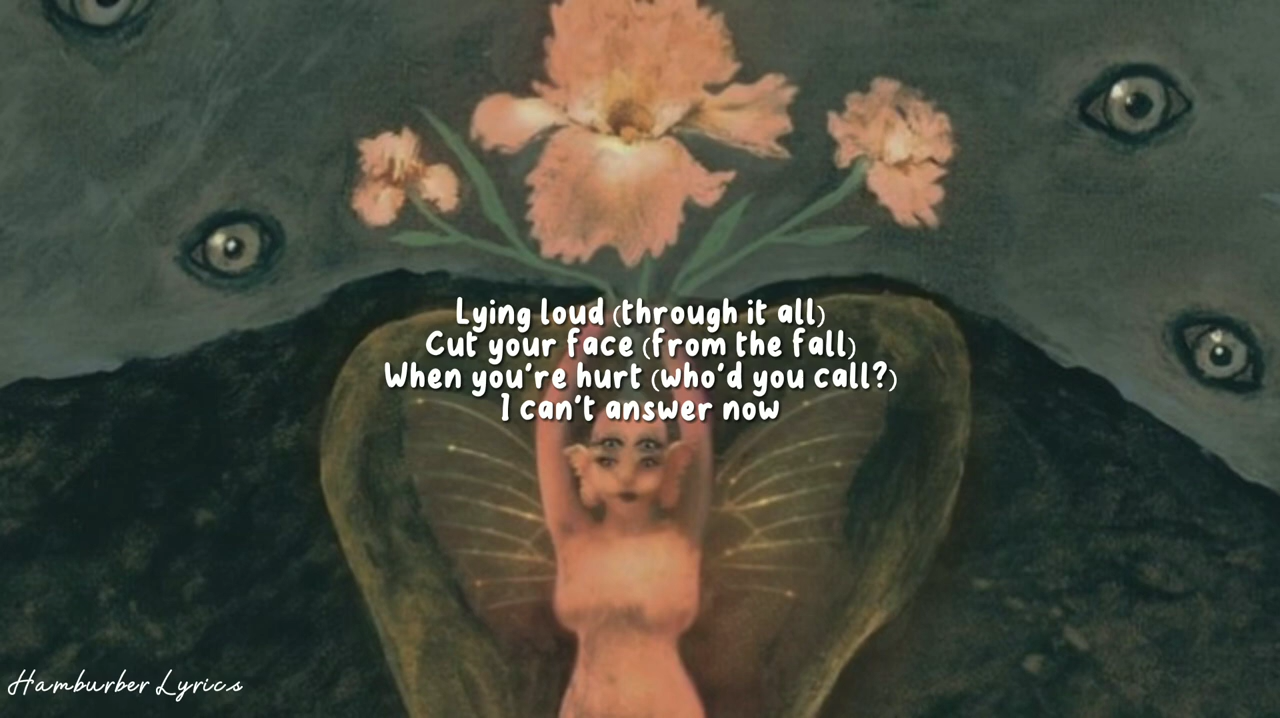 Lying loud (through it all)
Cut your face (from the fall)
When you're hurt (who'd you call?)
I can't answer now
Hamburber Lyrics